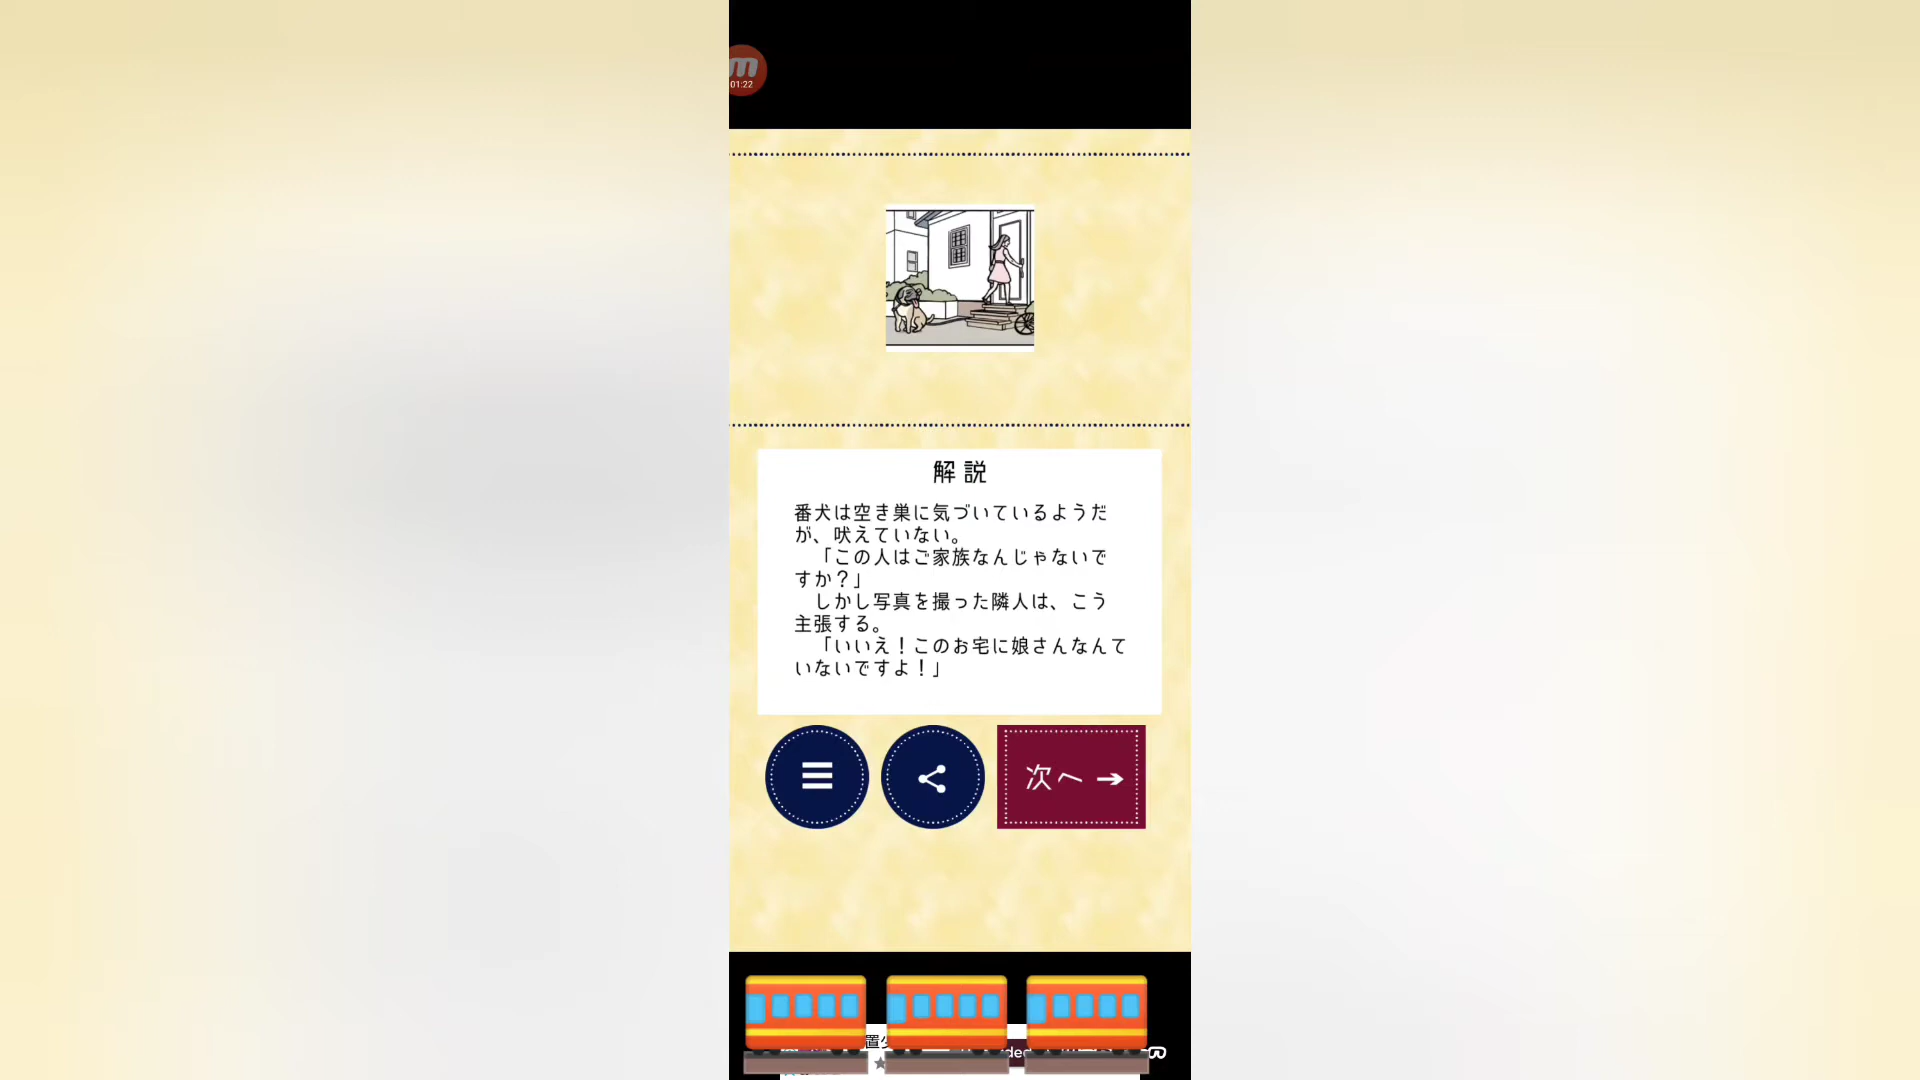 01:22
解説
番犬は空き巣に気づいているようだ
が、吠えていない。
「この人はご家族なんじゃないで
すか？」
しかし写真を撮った隣人は、こう
主張する。
「いいえ！このお宅に娘さんなんて
いないですよ！」
次へ →